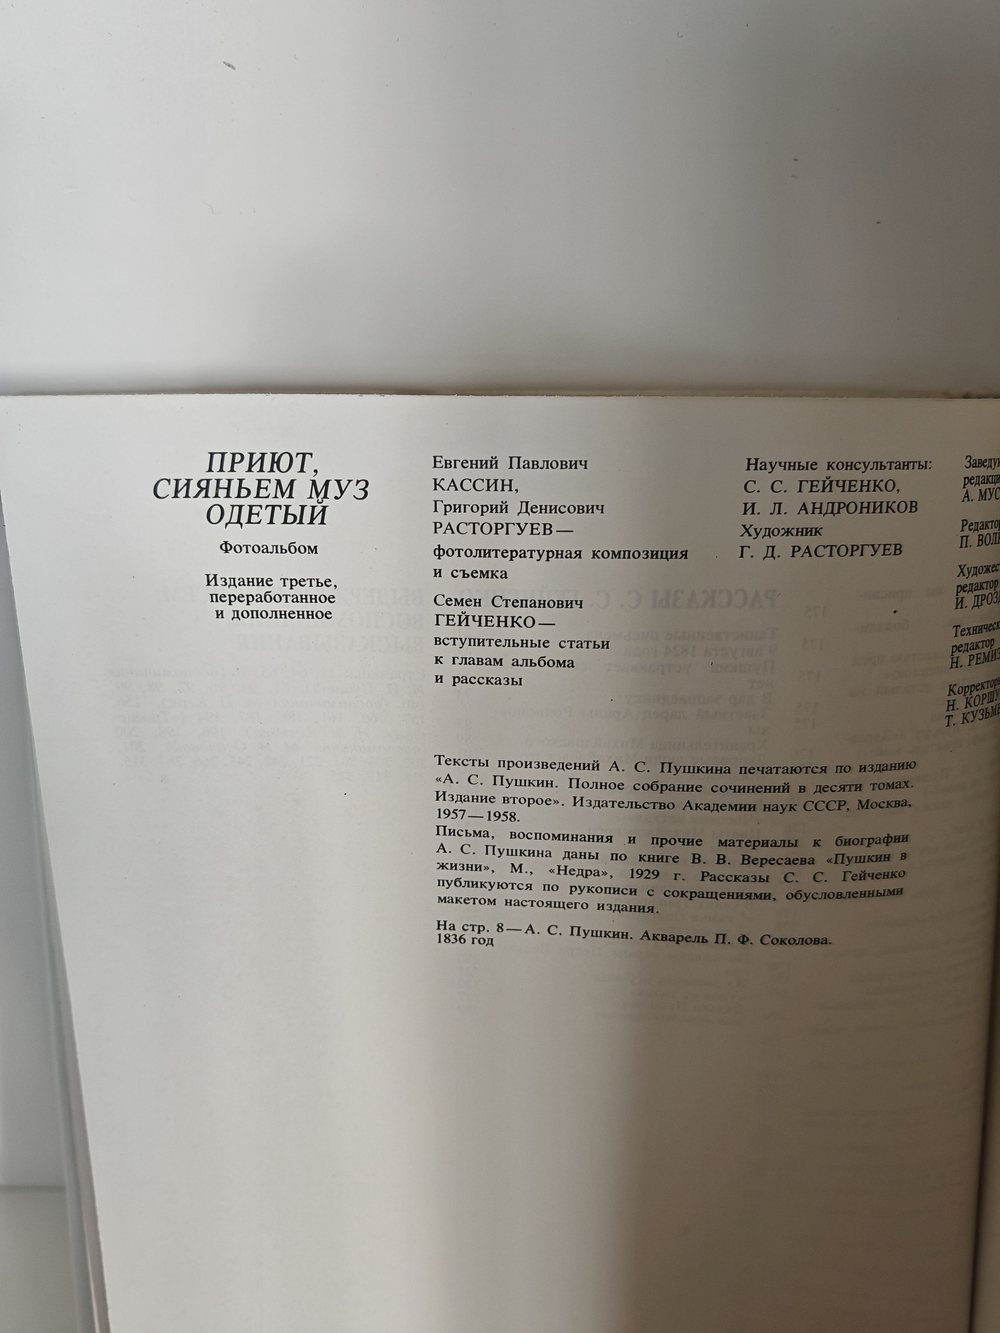 ПРИЮТ,
СИЯНЬЕМ МУЗ
ОДЕТЫЙ
Фотоальбом
Издание третье,
переработанное
и дополненное
Евгений Павлович
КАССИН,
Григорий Денисович
РАСТОРГУЕВ—
фотолитературная композиция
и съемка
Семен Степанович
ГЕЙЧЕНКО—
вступительные статьи
к главам альбома
и рассказы
Научные консультанты:
С. С. ГЕЙЧЕНКО,
И. Л. АНДРОНИКОВ
Художник
Г. Д. РАСТОРГУЕВ
А.
Редактор
П.
редактор
И.
редактор
Н.
Н.
Т.
Тексты произведений А. С. Пушкина печатаются по изданию
«А. С. Пушкин. Полное собрание сочинений в десяти томах.
Издание второе». Издательство Академии наук СССР, Москва,
1957—1958.
Письма, воспоминания и прочие материалы к биографии
А. С. Пушкина даны по книге В. В. Вересаева «Пушкин в
жизни», М., «Недра», 1929 г. Рассказы С. С. Гейченко
публикуются по рукописи с сокращениями, обусловленными
макетом настоящего издания.
На стр. 8—А. С. Пушкин. Акварель П. Ф. Соколова.
1836 год